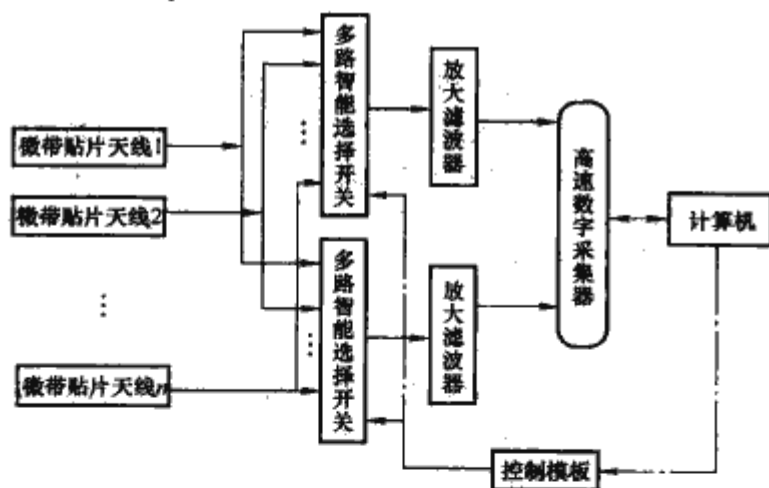 微带贴片天线1
微带贴片天线2
微带贴片天线n
多路智能选择开关
多路智能选择开关
放大滤波器
放大滤波器
高速数字采集器
计算机
控制模板